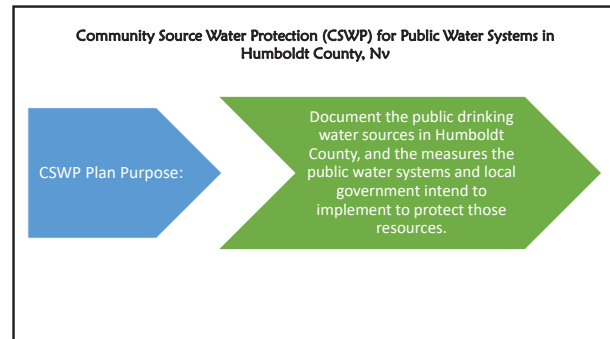 Community Source Water Protection (CSWP) for Public Water Systems in
Humboldt County, Nv
CSWP Plan Purpose:
Document the public drinking
water sources in Humboldt
County, and the measures the
public water systems and local
government intend to
implement to protect those
resources.